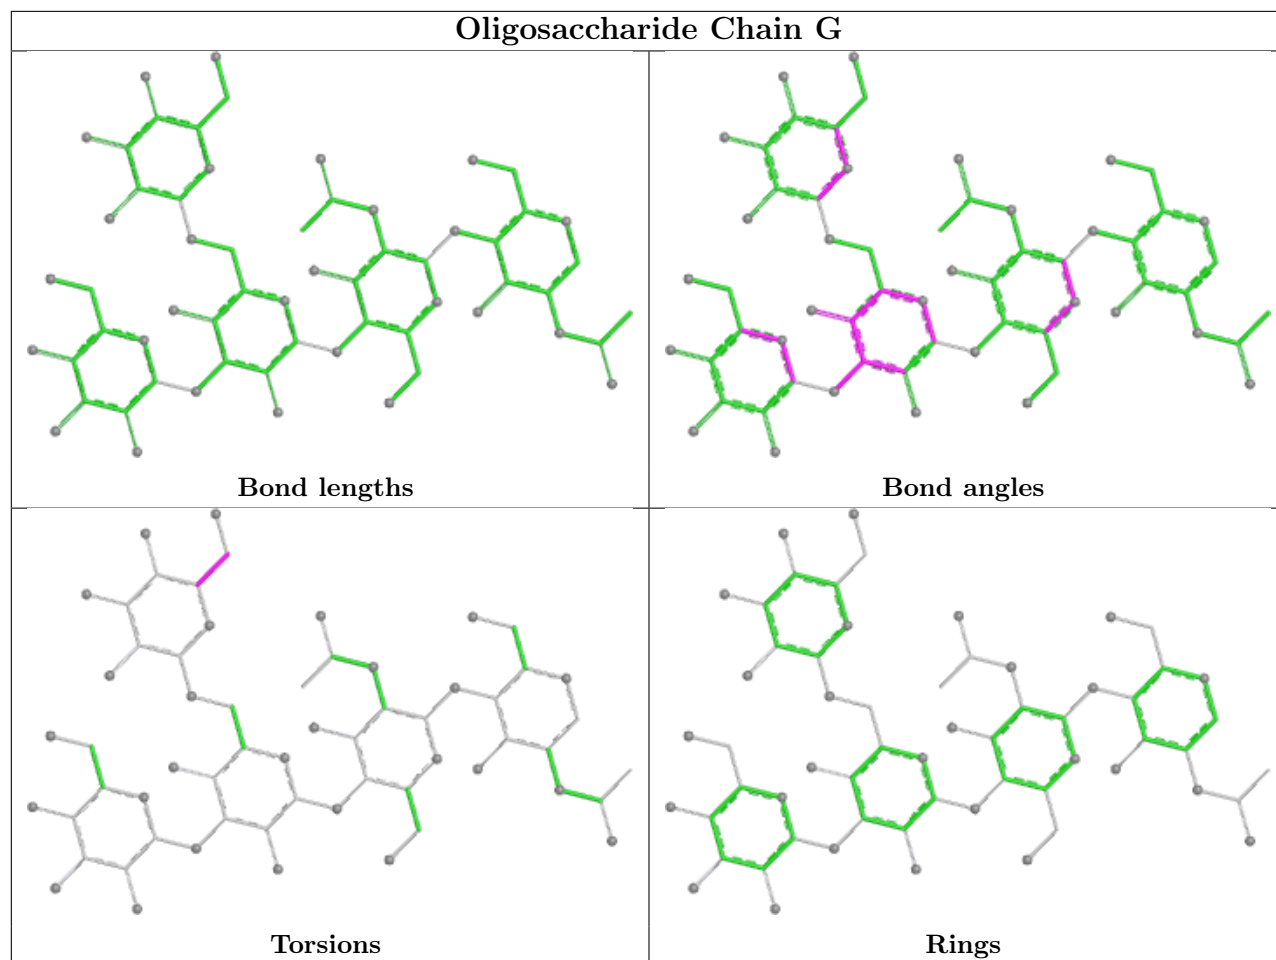 Oligosaccharide Chain G
Bond lengths
Bond angles
Torsions
Rings